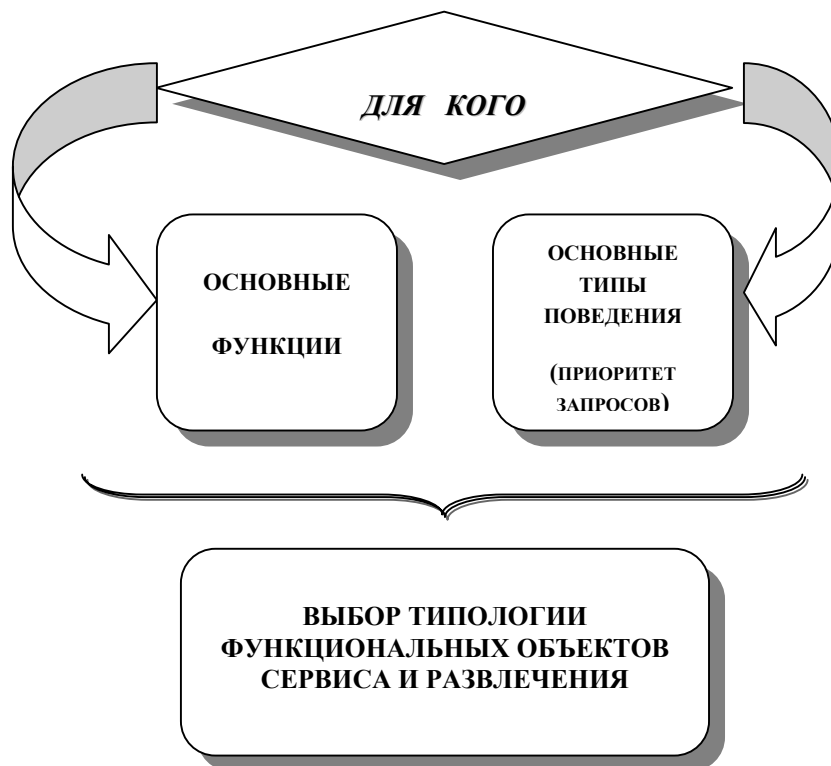 ДЛЯ КОГО
ОСНОВНЫЕ
ФУНКЦИИ
ОСНОВНЫЕ
ТИПЫ
ПОВЕДЕНИЯ
(ПРИОРИТЕТ
ЗАПРОСОВ)
ВЫБОР ТИПОЛОГИИ
ФУНКЦИОНАЛЬНЫХ ОБЪЕКТОВ
СЕРВИСА И РАЗВЛЕЧЕНИЯ